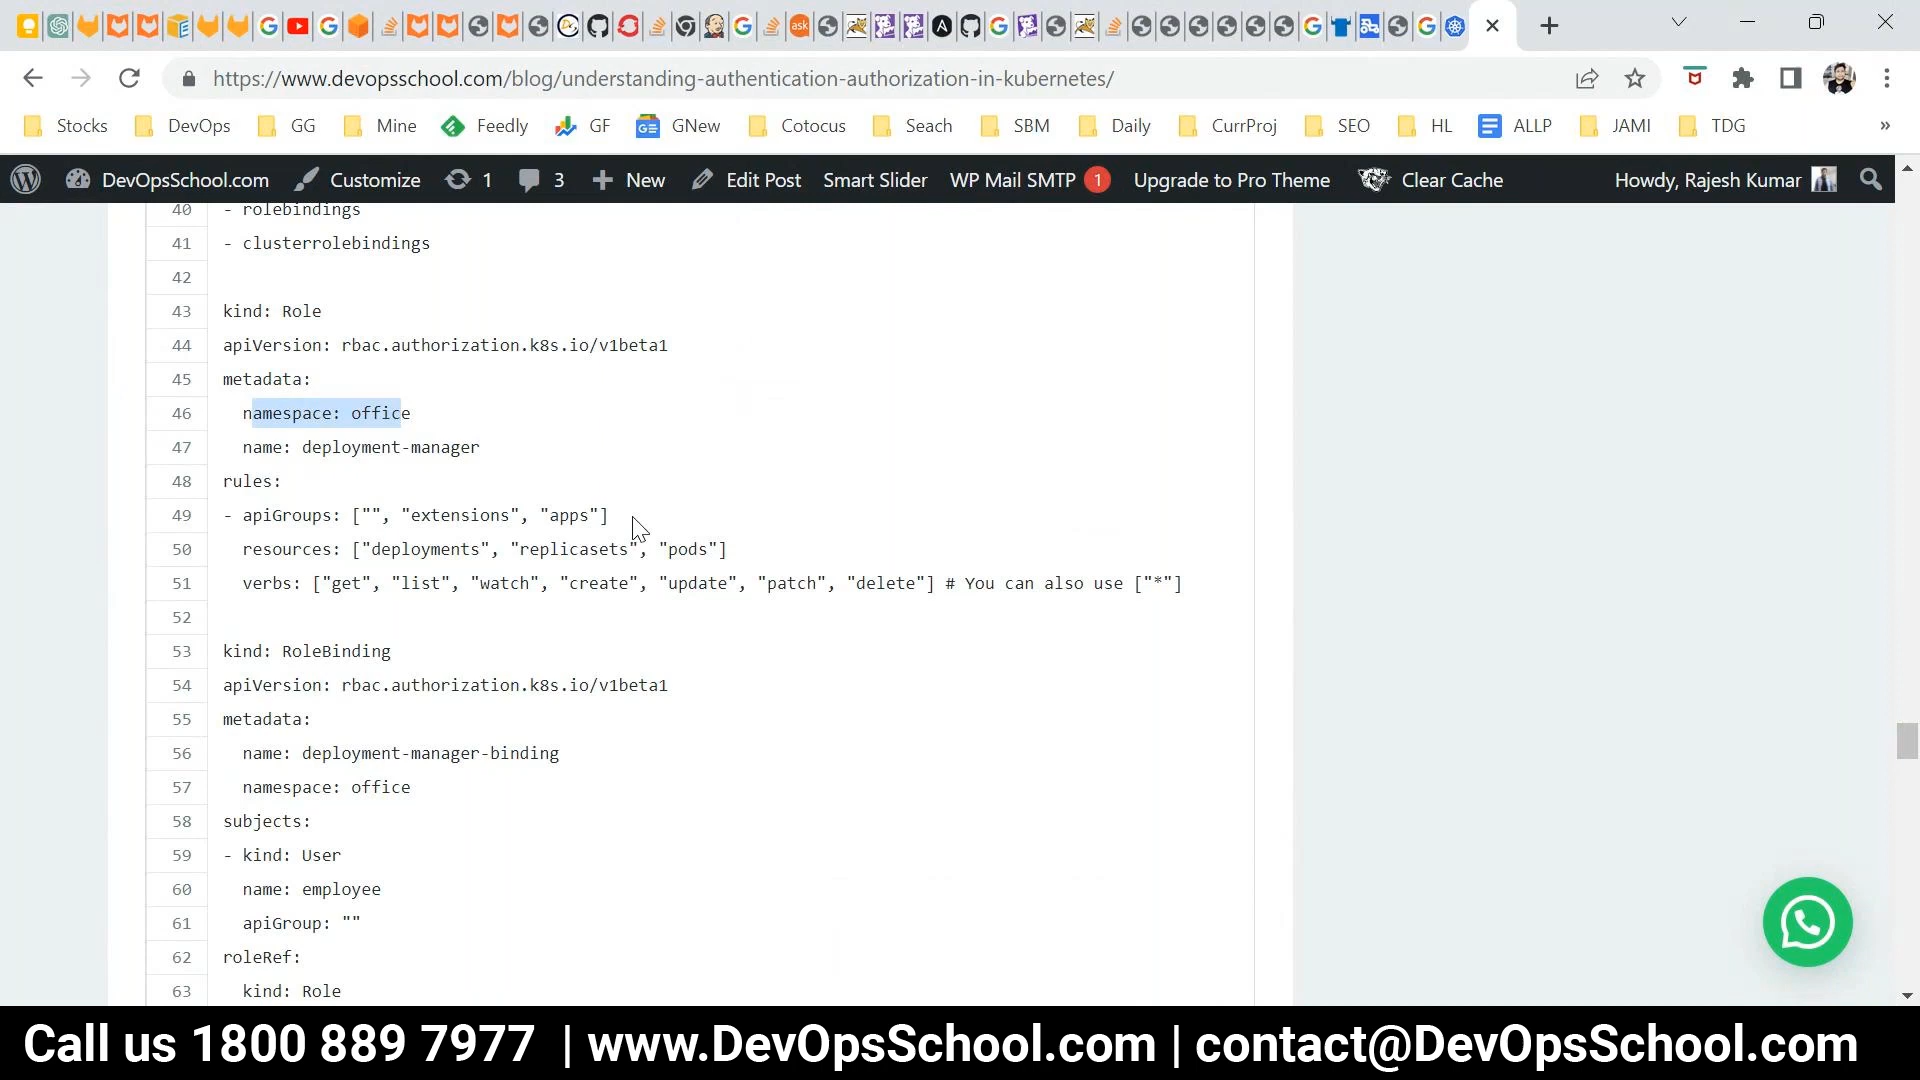 https://www.devopsschool.com/blog/understanding-authentication-authorization-in-kubernetes/
Stocks DevOps GG Mine Feedly GF GNew Cotocus Seach SBM Daily CurrProj SEO HL ALLP JAMI TDG »
DevOpsSchool.com Customize 1 3 New Edit Post Smart Slider WP Mail SMTP 1 Upgrade to Pro Theme Clear Cache Howdy, Rajesh Kumar
40 - rolebindings
41 - clusterrolebindings
42
43 kind: Role
44 apiVersion: rbac.authorization.k8s.io/v1beta1
45 metadata:
46 namespace: office
47 name: deployment-manager
48 rules:
49 - apiGroups: ["", "extensions", "apps"]
50 resources: ["deployments", "replicasets", "pods"]
51 verbs: ["get", "list", "watch", "create", "update", "patch", "delete"] # You can also use ["*"]
52
53 kind: RoleBinding
54 apiVersion: rbac.authorization.k8s.io/v1beta1
55 metadata:
56 name: deployment-manager-binding
57 namespace: office
58 subjects:
59 - kind: User
60 name: employee
61 apiGroup: ""
62 roleRef:
63 kind: Role
Call us 1800 889 7977 | www.DevOpsSchool.com | contact@DevOpsSchool.com